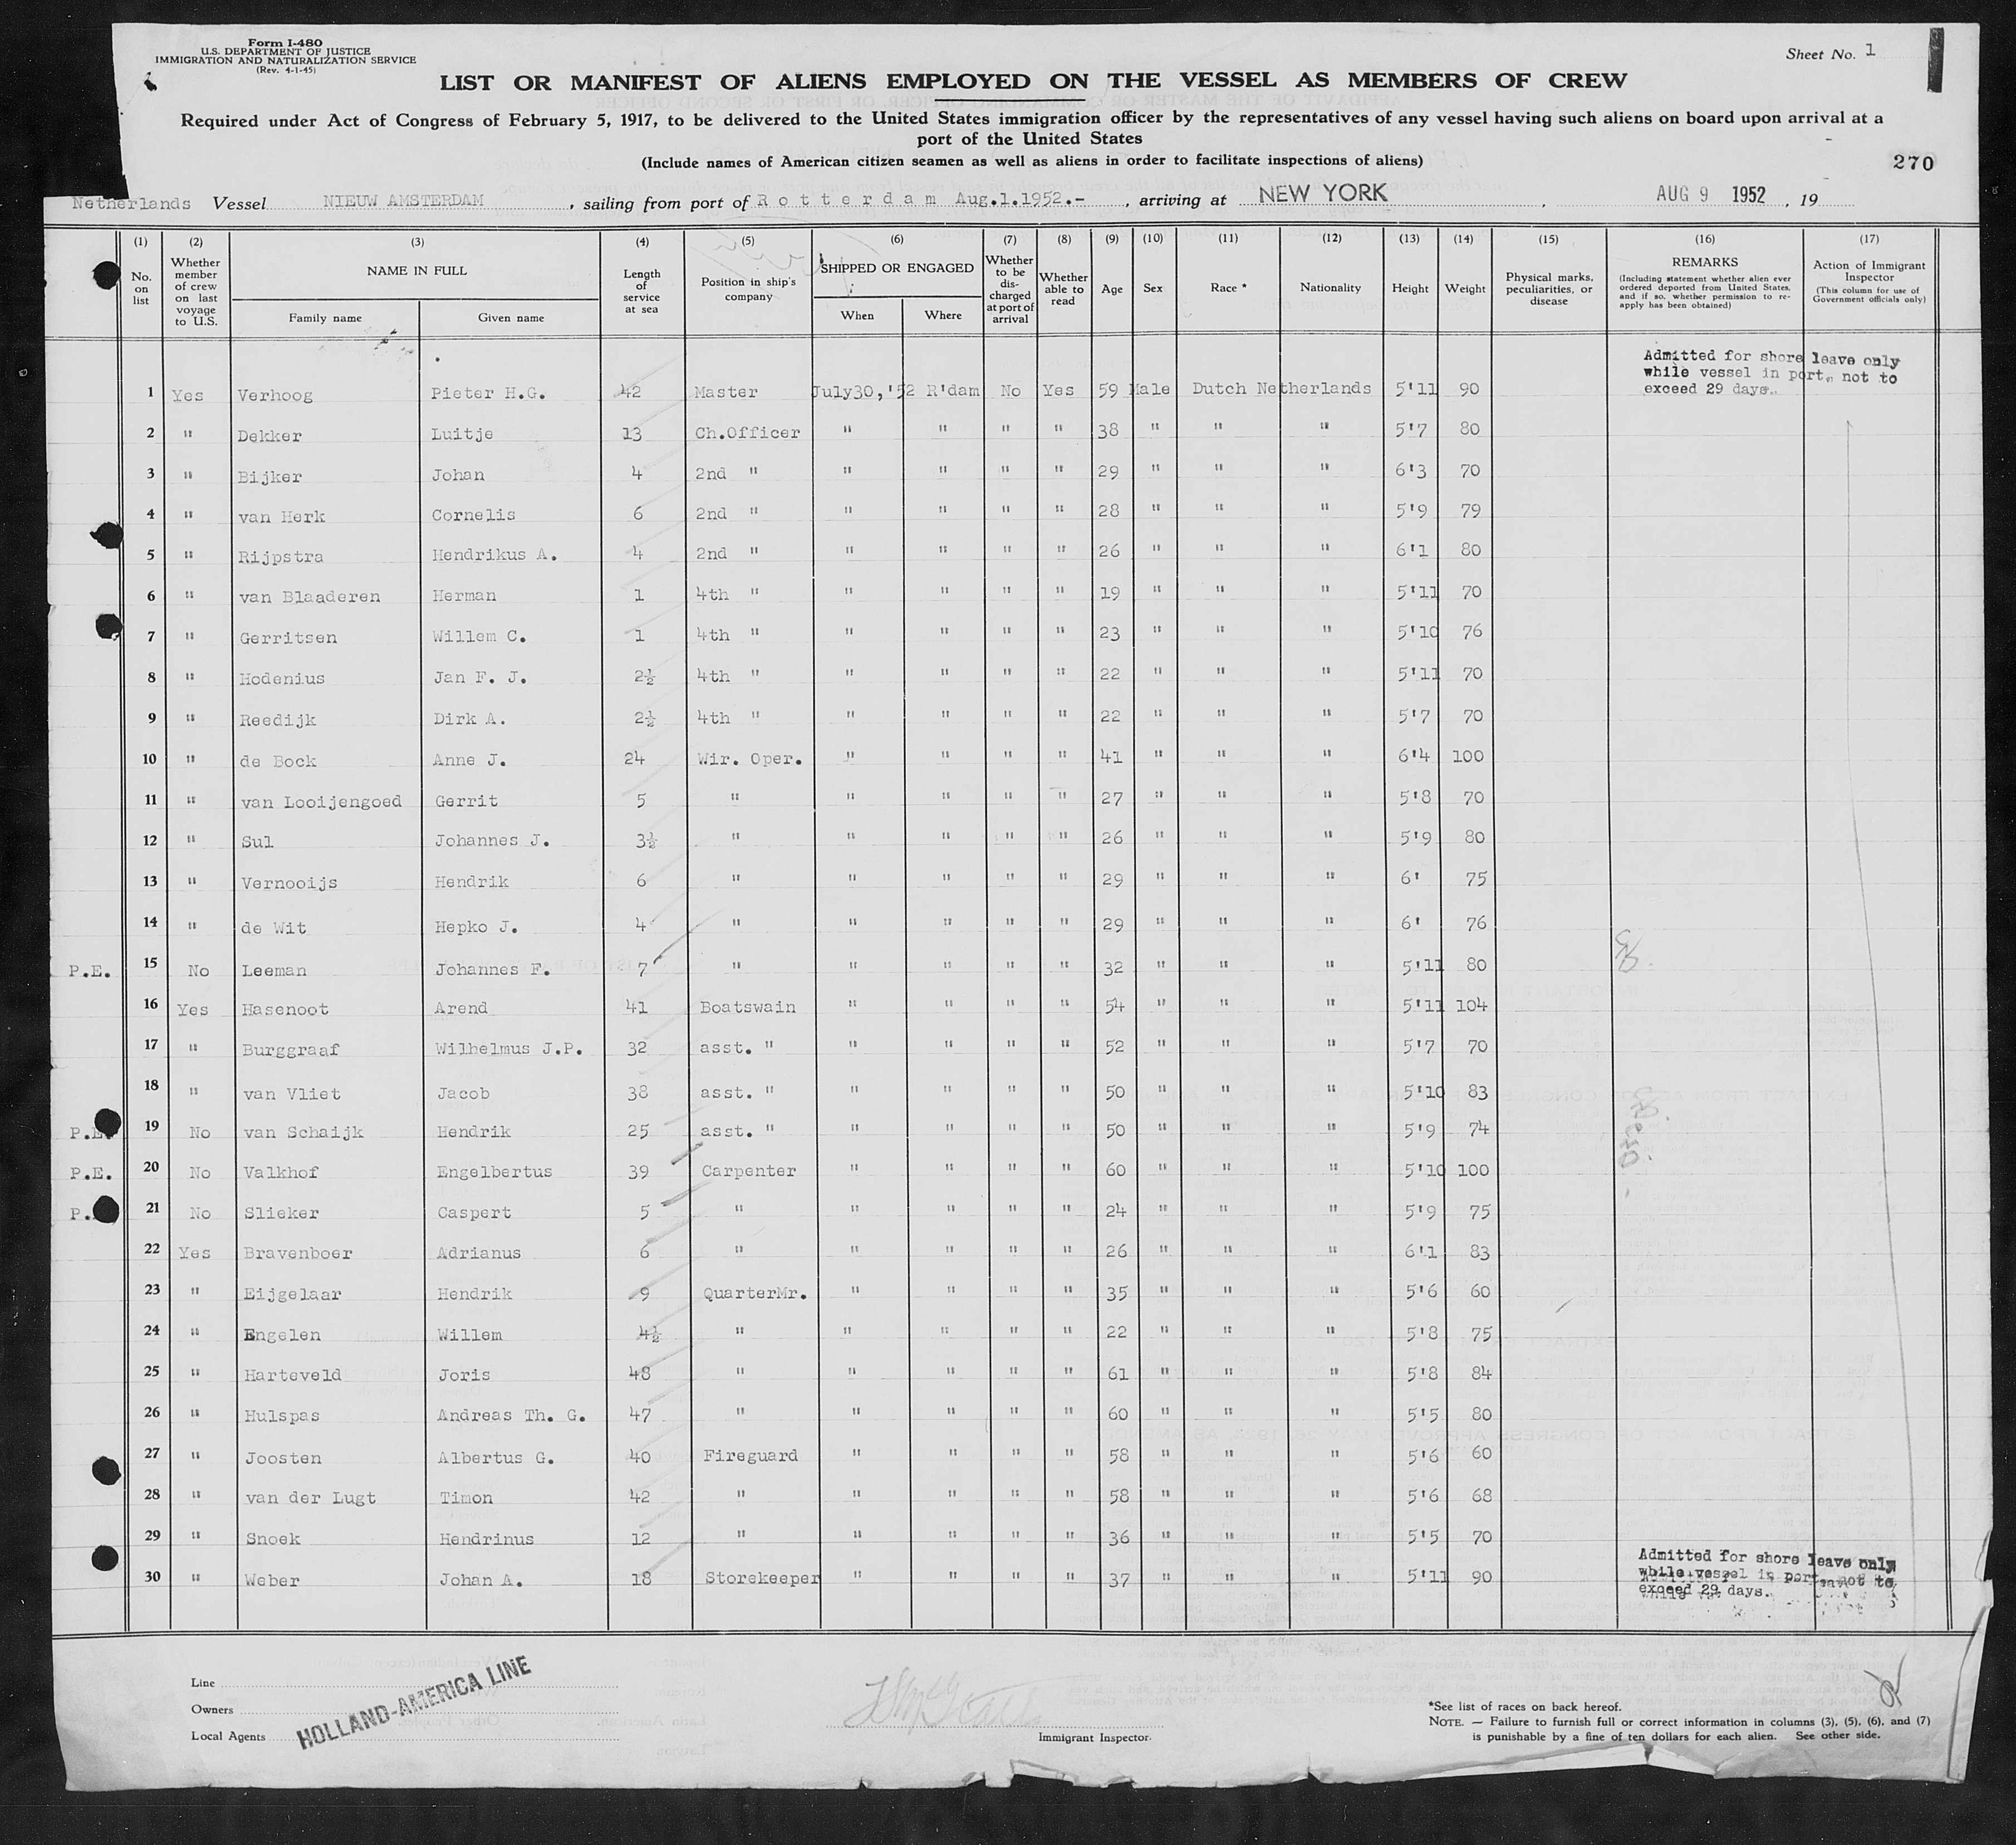 Form I-480
U.S. DEPARTMENT OF JUSTICE
IMMIGRATION AND NATURALIZATION SERVICE
(Rev. 4-1-45)
Sheet No. 1
LIST OR MANIFEST OF ALIENS EMPLOYED ON THE VESSEL AS MEMBERS OF CREW
Required under Act of Congress of February 5, 1917, to be delivered to the United States immigration officer by the representatives of any vessel having such aliens on board upon arrival at a
port of the United States
(Include names of American citizen seamen as well as aliens in order to facilitate inspections of aliens)
270
Netherlands Vessel NIEUW AMSTERDAM, sailing from port of Rotterdam Aug.1.1952.-, arriving at NEW YORK, AUG 9 1952, 19
(1) (2) (3) (4) (5) (6) (7) (8) (9) (10) (11) (12) (13) (14) (15) (16) (17)
No. on list
Whether member of crew on last voyage to U.S.
NAME IN FULL
Family name
Given name
Length of service at sea
Position in ship's company
SHIPPED OR ENGAGED
When
Where
Whether to be discharged at port of arrival
Whether able to read
Age
Sex
Race *
Nationality
Height
Weight
Physical marks, peculiarities, or disease
REMARKS
(Including statement whether alien ever ordered deported from United States, and if so, whether permission to reapply has been obtained)
Action of Immigrant Inspector
(This column for use of Government officials only)
Admitted for shore leave only
while vessel in port, not to
exceed 29 days.
1 Yes Verhoog Pieter H.G. 42 Master July30,'52 R'dam No Yes 59 Male Dutch Netherlands 5'11 90
2 " Dekker Luitje 13 Ch.Officer " " " " 38 " " " 5'7 80
3 " Bijker Johan 4 2nd " " " " " 29 " " " 6'3 70
4 " van Herk Cornelis 6 2nd " " " " " 28 " " " 5'9 79
5 " Rijpstra Hendrikus A. 4 2nd " " " " " 26 " " " 6'1 80
6 " van Blaaderen Herman 1 4th " " " " " 19 " " " 5'11 70
7 " Gerritsen Willem C. 1 4th " " " " " 23 " " " 5'10 76
8 " Hodenius Jan F. J. 2½ 4th " " " " " 22 " " " 5'11 70
9 " Reedijk Dirk A. 2½ 4th " " " " " 22 " " " 5'7 70
10 " de Bock Anne J. 24 Wir. Oper. " " " " 41 " " " 6'4 100
11 " van Looijengoed Gerrit 5 " " " " " 27 " " " 5'8 70
12 " Sul Johannes J. 3½ " " " " " 26 " " " 5'9 80
13 " Vernooijs Hendrik 6 " " " " " 29 " " " 6' 75
14 " de Wit Hepko J. 4 " " " " " 29 " " " 6' 76
P.E. 15 No Leeman Johannes F. 7 " " " " " 32 " " " 5'11 80
16 Yes Hasenoot Arend 41 Boatswain " " " " 54 " " " 5'11 104
17 " Burggraaf Wilhelmus J.P. 32 asst. " " " " " 52 " " " 5'7 70
18 " van Vliet Jacob 38 asst. " " " " " 50 " " " 5'10 83
P.E. 19 No van Schaijk Hendrik 25 asst. " " " " " 50 " " " 5'9 74
P.E. 20 No Valkhof Engelbertus 39 Carpenter " " " " 60 " " " 5'10 100
P. 21 No Slieker Caspert 5 " " " " " 24 " " " 5'9 75
22 Yes Bravenboer Adrianus 6 " " " " " 26 " " " 6'1 83
23 " Eijgelaar Hendrik 9 QuarterMr. " " " " 35 " " " 5'6 60
24 " Engelen Willem 4½ " " " " " 22 " " " 5'8 75
25 " Harteveld Joris 48 " " " " " 61 " " " 5'8 84
26 " Hulspas Andreas Th. G. 47 " " " " " 60 " " " 5'5 80
27 " Joosten Albertus G. 40 Fireguard " " " " 58 " " " 5'6 60
28 " van der Lugt Timon 42 " " " " " 58 " " " 5'6 68
29 " Snoek Hendrinus 12 " " " " " 36 " " " 5'5 70
30 " Weber Johan A. 18 Storekeeper " " " " 37 " " " 5'11 90
Admitted for shore leave only
while vessel in port, not to
exceed 29 days.
Line
Owners
Local Agents
HOLLAND-AMERICA LINE
Immigrant Inspector.
*See list of races on back hereof.
NOTE. — Failure to furnish full or correct information in columns (3), (5), (6), and (7)
is punishable by a fine of ten dollars for each alien. See other side.